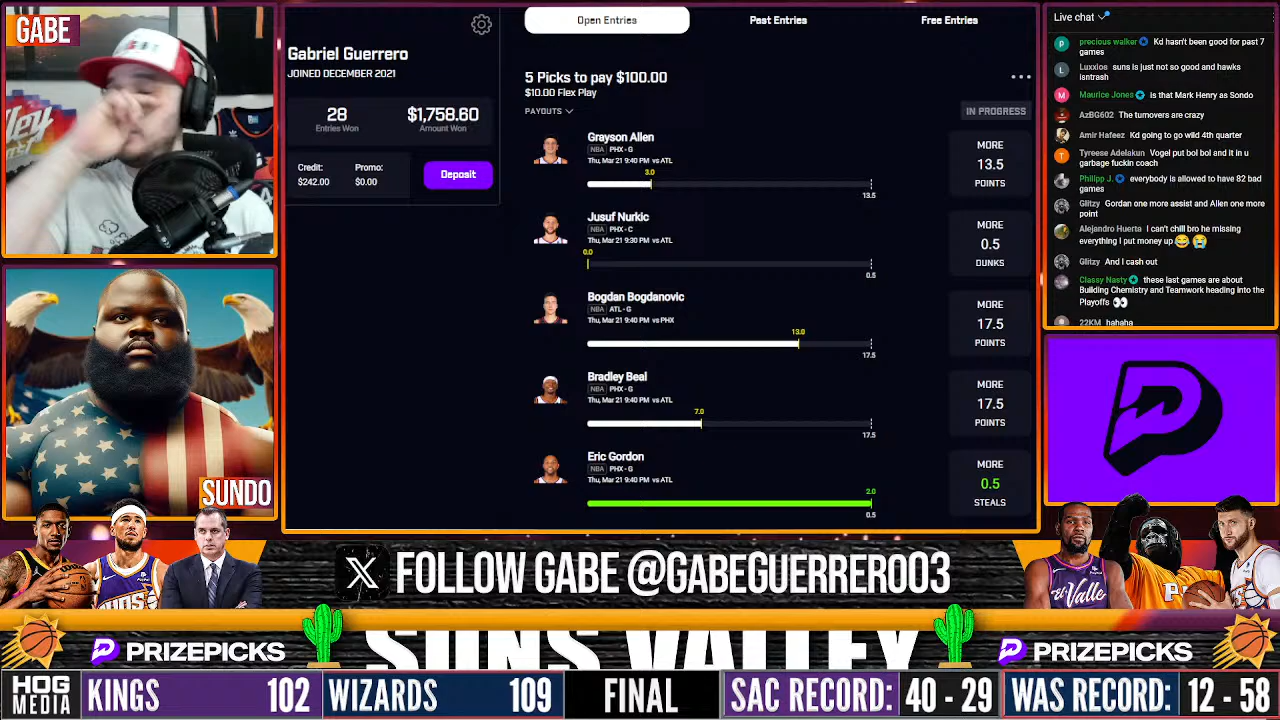 GABE
SUNDO
Gabriel Guerrero
JOINED DECEMBER 2021
28
Entries Won
$1,758.60
Amount Won
Credit:
$242.00
Promo:
$0.00
Deposit
Open Entries
Past Entries
Free Entries
5 Picks to pay $100.00
$10.00 Flex Play
PAYOUTS
IN PROGRESS
Grayson Allen
NBA PHX - G
Thu, Mar 21 9:40 PM vs ATL
3.0
13.5
MORE
13.5
POINTS
Jusuf Nurkic
NBA PHX - C
Thu, Mar 21 9:30 PM vs ATL
0.0
0.5
MORE
0.5
DUNKS
Bogdan Bogdanovic
NBA ATL - G
Thu, Mar 21 9:40 PM vs PHX
13.0
17.5
MORE
17.5
POINTS
Bradley Beal
NBA PHX - G
Thu, Mar 21 9:40 PM vs ATL
7.0
17.5
MORE
17.5
POINTS
Eric Gordon
NBA PHX - G
Thu, Mar 21 9:40 PM vs ATL
2.0
0.5
MORE
0.5
STEALS
Live chat
precious walker Kd hasn't been good for past 7
games
Luxxios suns is just not so good and hawks
isntrash
Maurice Jones is that Mark Henry as Sondo
AzBG602 The turnovers are crazy
Amir Hafeez Kd going to go wild 4th quarter
Tyreese Adelakun Vogel put bol bol and it in u
garbage fuckin coach
Philipp J. everybody is allowed to have 82 bad
games
Glitzy Gordan one more assist and Allen one more
point
Alejandro Huerta I can't chill bro he missing
everything I put money up 😂 😭
Glitzy And I cash out
Classy Nasty these last games are about
Building Chemistry and Teamwork heading into the
Playoffs 👀
22KM hahaha
FOLLOW GABE @GABEGUERRERO03
PRIZEPICKS
SUNS VALLEY
PRIZEPICKS
HOG
MEDIA
KINGS 102
WIZARDS 109
FINAL
SAC RECORD: 40 - 29
WAS RECORD: 12 - 58